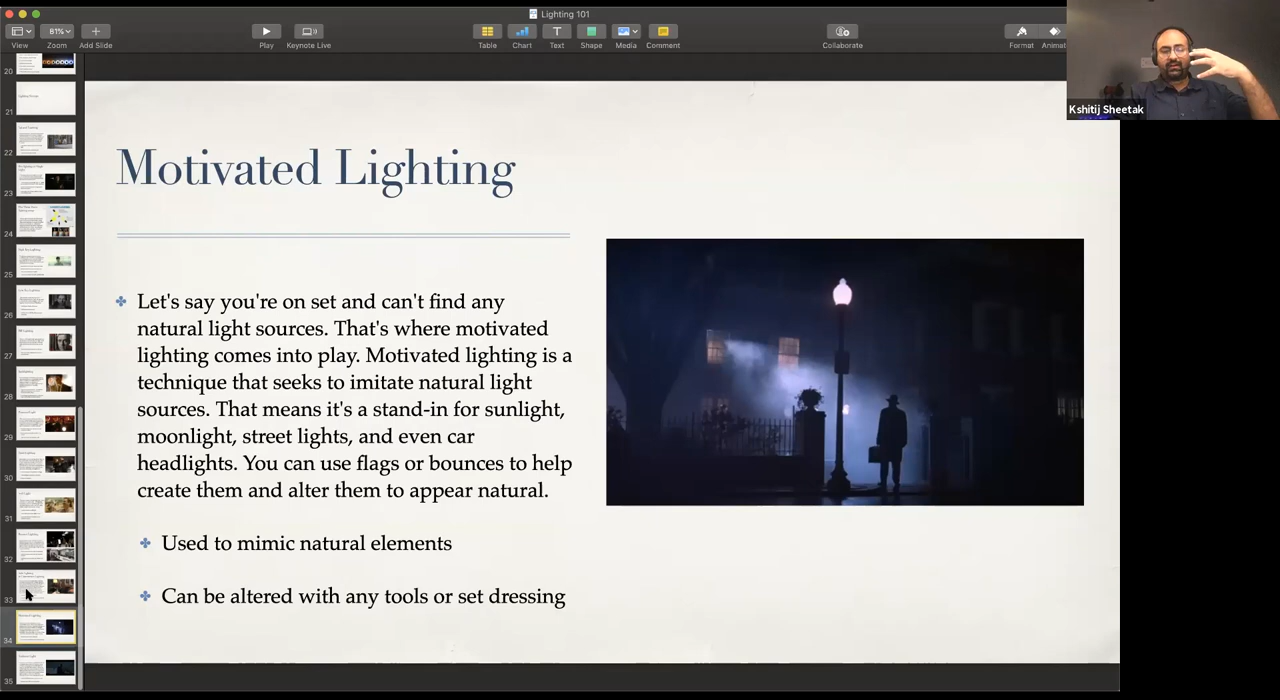 Lighting 101
61%
View
Zoom
Add Slide
Play
Keynote Live
Table
Chart
Text
Shape
Media
Comment
Collaborate
Format
Animat
Kshitij Sheetak
20
21
22
23
24
25
26
27
28
29
30
31
32
33
34
35
Motivated Lighting
Let's say you're on set and can't find any
natural light sources. That's where motivated
lighting comes into play. Motivated lighting is a
technique that seeks to imitate natural light
sources. That means it's a stand-in for sunlight,
moonlight, street lights, and even car
headlights. You can use flags or bounces to help
create them and alter them to appear natural.
Used to mimic natural elements
Can be altered with any tools or set dressing